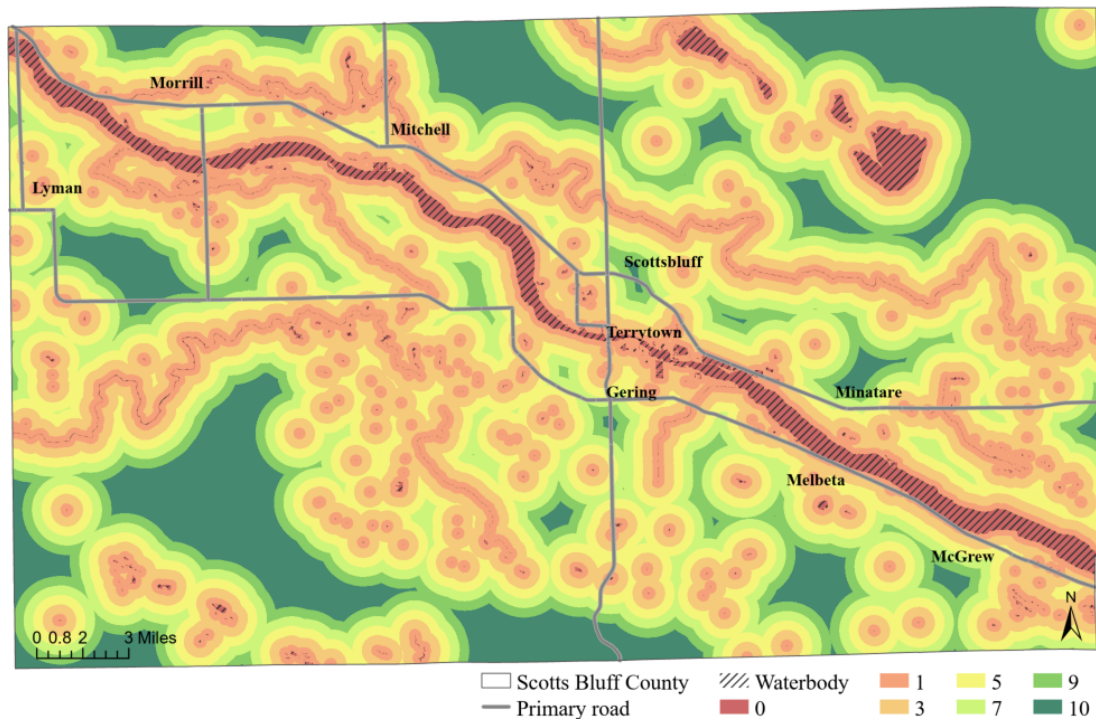 Morrill
Mitchell
Lyman
Scottsbluff
Terrytown
Gering
Minatare
Melbeta
McGrew
N
0 0.8 2 3 Miles
Scotts Bluff County
Waterbody
1
5
9
Primary road
0
3
7
10